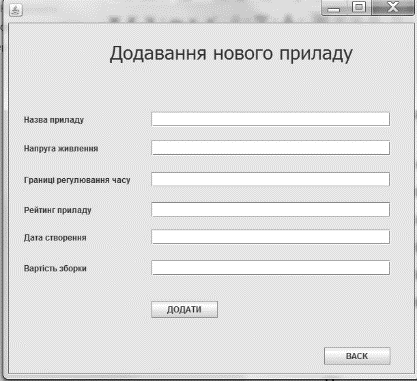 Додавання нового приладу
Назва приладу
Напруга живлення
Границі регулювання часу
Рейтинг приладу
Дата створення
Вартість зборки
ДОДАТИ
BACK